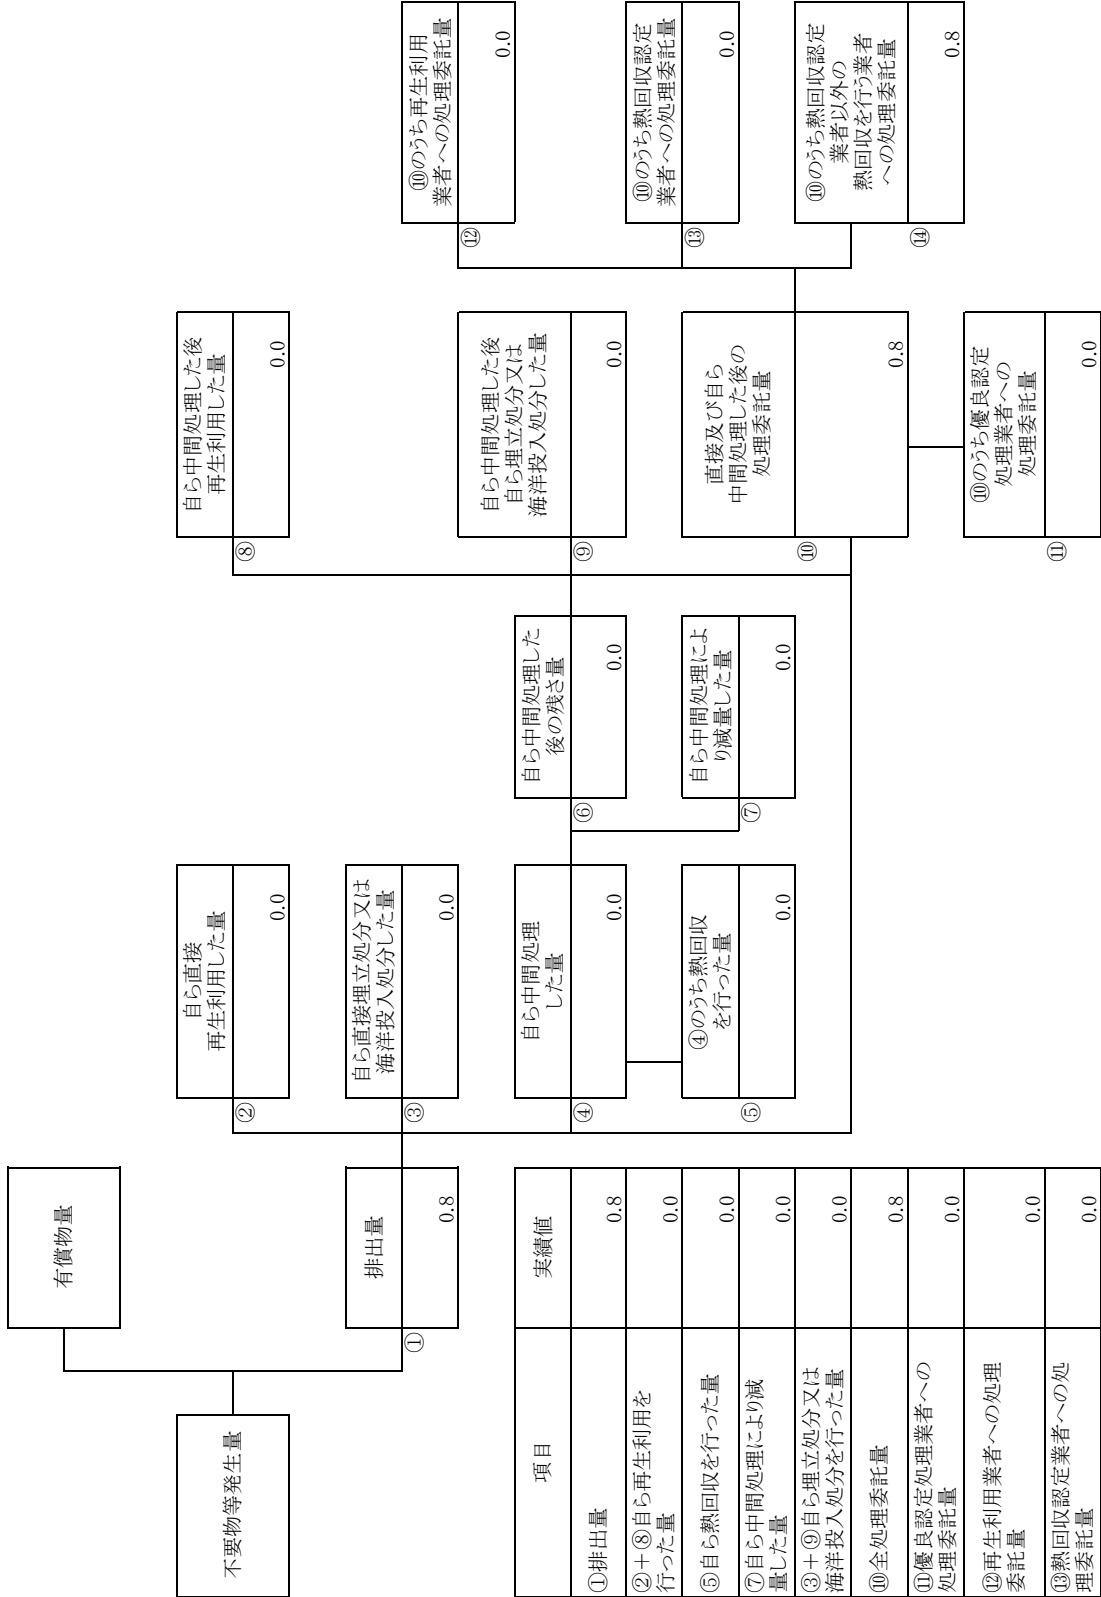 不要物等発生量
有償物量
排出量
①
0.8
自ら直接
再生利用した量
②
0.0
自ら直接埋立処分又は
海洋投入処分した量
③
0.0
自ら中間処理
した量
④
0.0
④のうち熱回収
を行った量
⑤
0.0
自ら中間処理した
後の残さ量
⑥
0.0
自ら中間処理によ
り減量した量
⑦
0.0
自ら中間処理した後
再生利用した量
⑧
0.0
自ら中間処理した後
自ら埋立処分又は
海洋投入処分した量
⑨
0.0
直接及び自ら
中間処理した後の
処理委託量
⑩
0.8
⑩のうち優良認定
処理業者への
処理委託量
⑪
0.0
⑩のうち再生利用
業者への処理委託量
⑫
0.0
⑩のうち熱回収認定
業者への処理委託量
⑬
0.0
⑩のうち熱回収認定
業者以外の
熱回収を行う業者
への処理委託量
⑭
0.8
項目 実績値
①排出量 0.8
②+⑧自ら再生利用を
行った量 0.0
⑤自ら熱回収を行った量 0.0
⑦自ら中間処理により減
量した量 0.0
③+⑨自ら埋立処分又は
海洋投入処分を行った量 0.0
⑩全処理委託量 0.8
⑪優良認定処理業者への
処理委託量 0.0
⑫再生利用業者への処理
委託量 0.0
⑬熱回収認定業者への処
理委託量 0.0